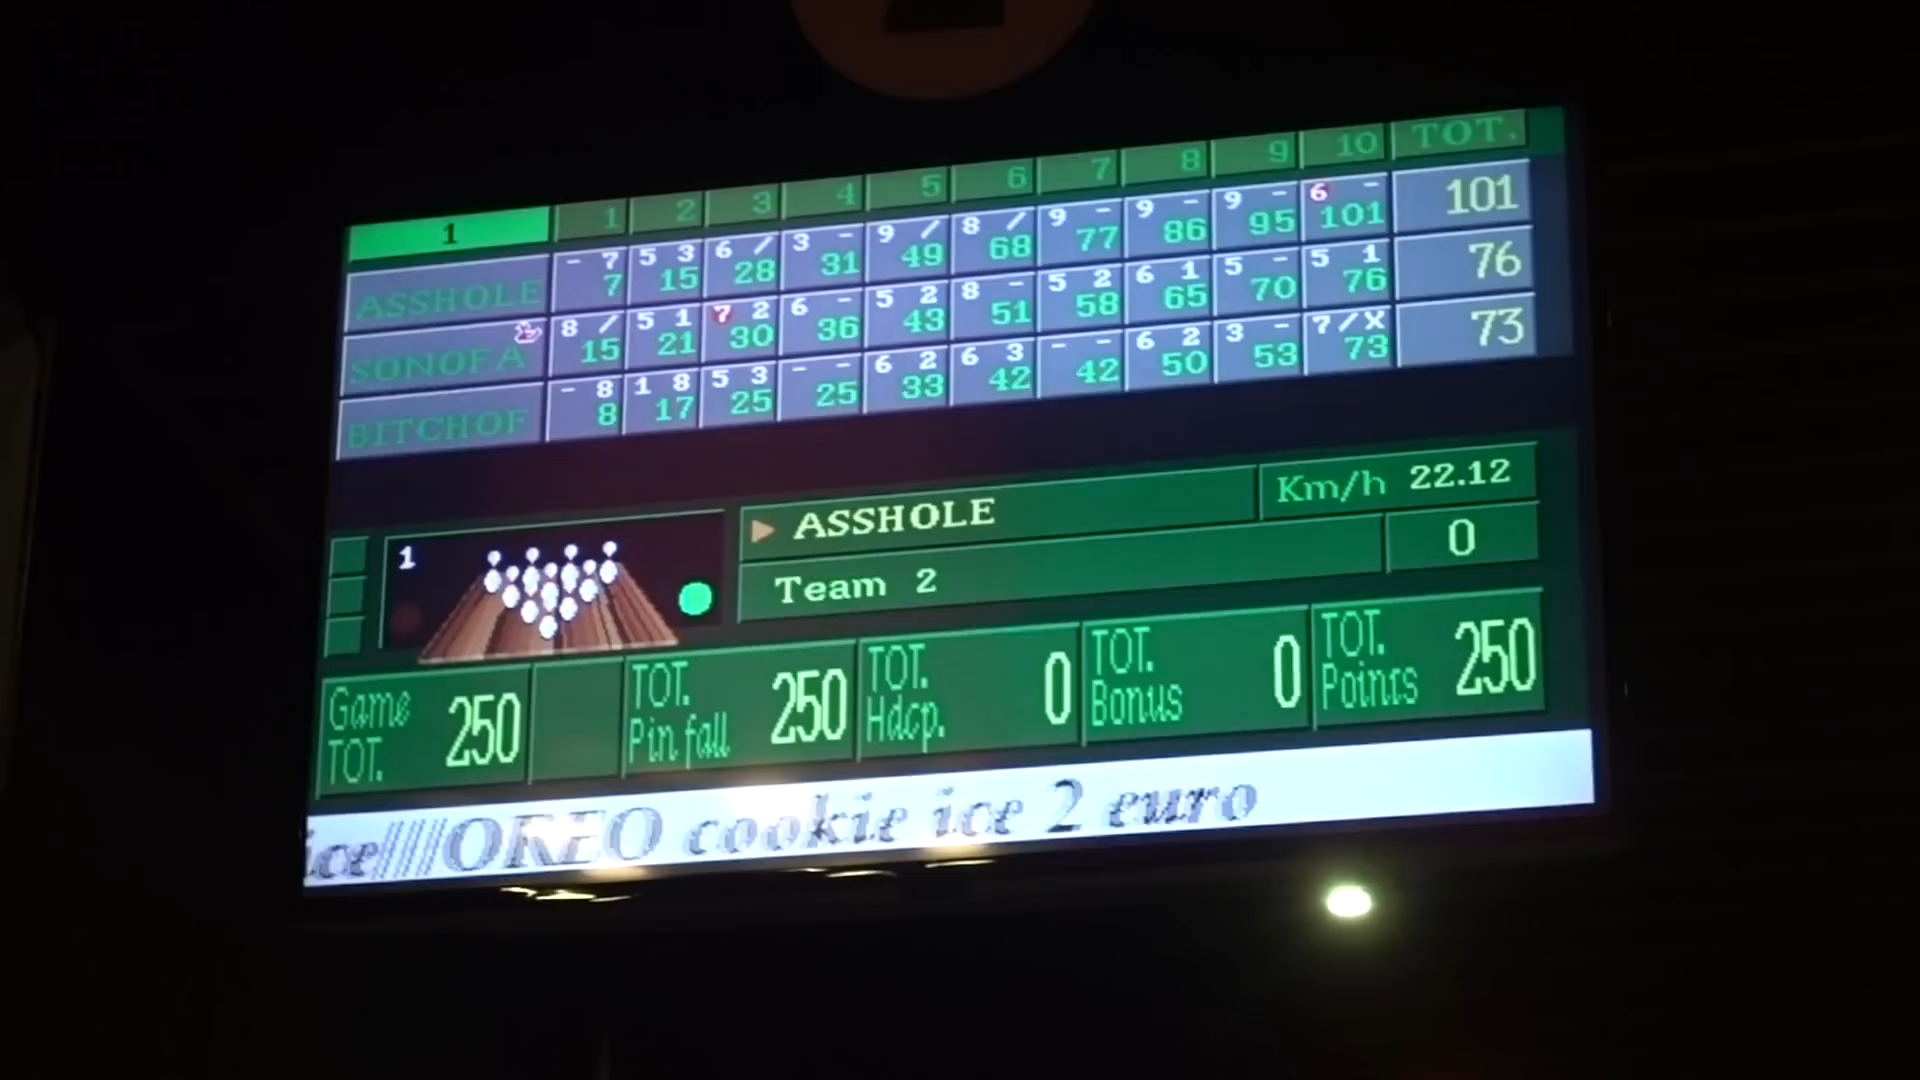 1 1 2 3 4 5 6 7 8 9 10 TOT.
ASSHOLE - 7 5 3 6 / 3 - 9 / 8 / 9 - 9 - 9 - 6 - 101
7 15 28 31 49 68 77 86 95 101
SONOFA 8 / 5 1 7 2 6 - 5 2 8 - 5 2 6 1 5 - 5 1 76
15 21 30 36 43 51 58 65 70 76
BITCHOF - 8 1 8 5 3 - - 6 2 6 3 - - 6 2 3 - 7 / X 73
8 17 25 25 33 42 42 50 53 73
1 ASSHOLE Km/h 22.12
Team 2 0
Game TOT. 250
TOT. Pin fall 250
TOT. Hdcp. 0
TOT. Bonus 0
TOT. Points 250
ice////OREO cookie ice 2 euro